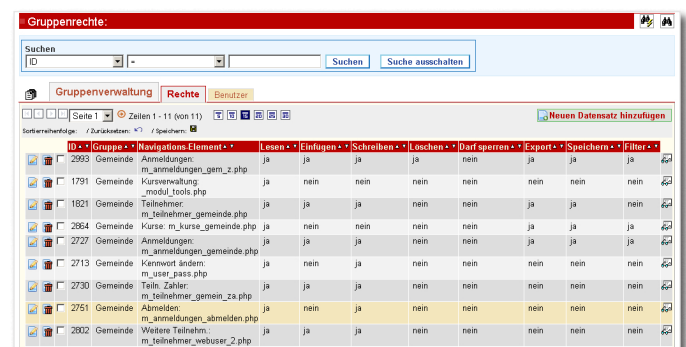 Gruppenrechte:
Suchen
ID = Suchen Suche ausschalten
Gruppenverwaltung Rechte Benutzer
Seite 1 Zeilen 1 - 11 (von 11) Neuen Datensatz hinzufügen
Sortierreihenfolge: / Zurücksetzen: / Speichern:
ID Gruppe Navigations-Element Lesen Einfügen Schreiben Löschen Darf sperren Export Speichern Filter
2993 Gemeinde Anmeldungen: ja ja ja ja nein ja ja ja
m_anmeldungen_gem_z.php
1791 Gemeinde Kursverwaltung: ja nein nein nein nein nein nein nein
_modul_tools.php
1821 Gemeinde Teilnehmer: ja ja ja ja nein ja ja nein
m_teilnehmer_gemeinde.php
2864 Gemeinde Kurse: m_kurse_gemeinde.php ja nein nein nein nein ja ja ja
2727 Gemeinde Anmeldungen: ja ja ja nein nein ja ja nein
m_anmeldungen_gemeinde.php
2713 Gemeinde Kennwort ändern: ja nein ja nein nein nein nein nein
m_user_pass.php
2730 Gemeinde Teiln. Zahler: ja ja ja nein nein nein nein nein
m_teilnehmer_gemein_za.php
2751 Gemeinde Abmelden: ja nein ja nein nein nein nein nein
m_anmeldungen_abmelden.php
2802 Gemeinde Weitere Teilnehm.: ja ja ja nein nein nein nein nein
m_teilnehmer_webuser_2.php